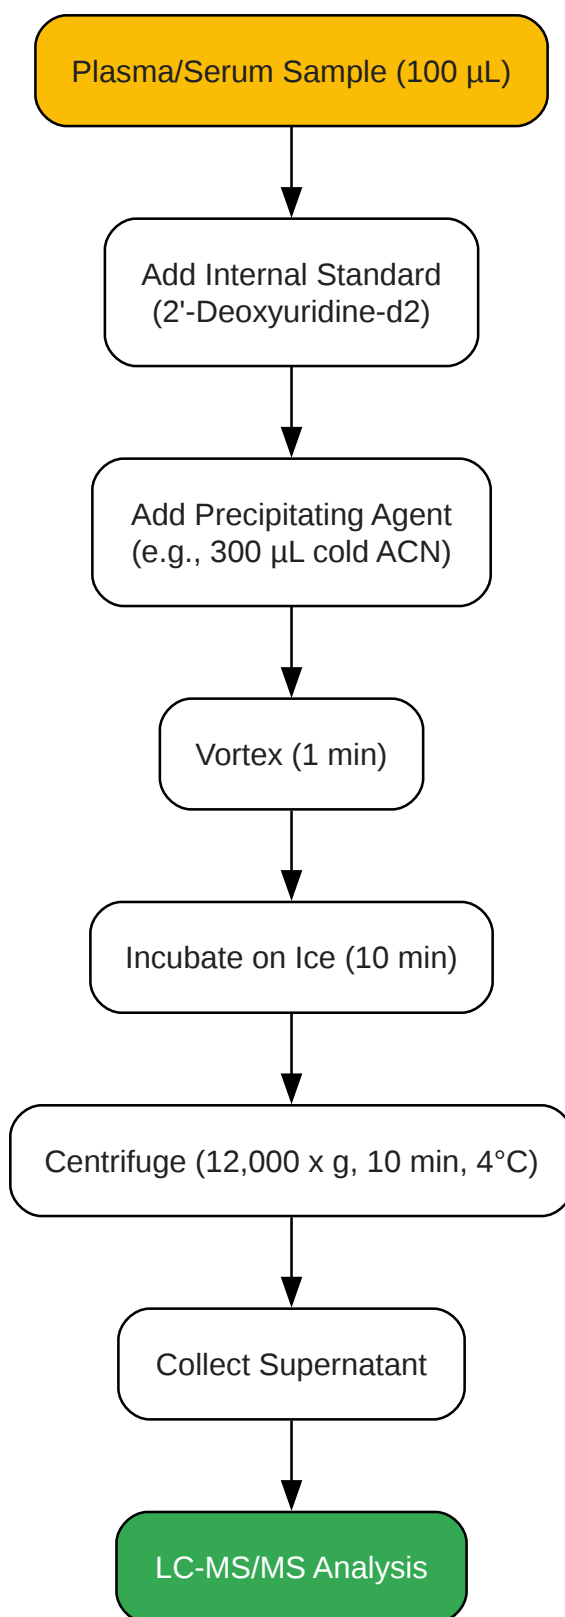 Plasma/Serum Sample (100 µL)
Add Internal Standard
(2'-Deoxyuridine-d2)
Add Precipitating Agent
(e.g., 300 µL cold ACN)
Vortex (1 min)
Incubate on Ice (10 min)
Centrifuge (12,000 x g, 10 min, 4°C)
Collect Supernatant
LC-MS/MS Analysis